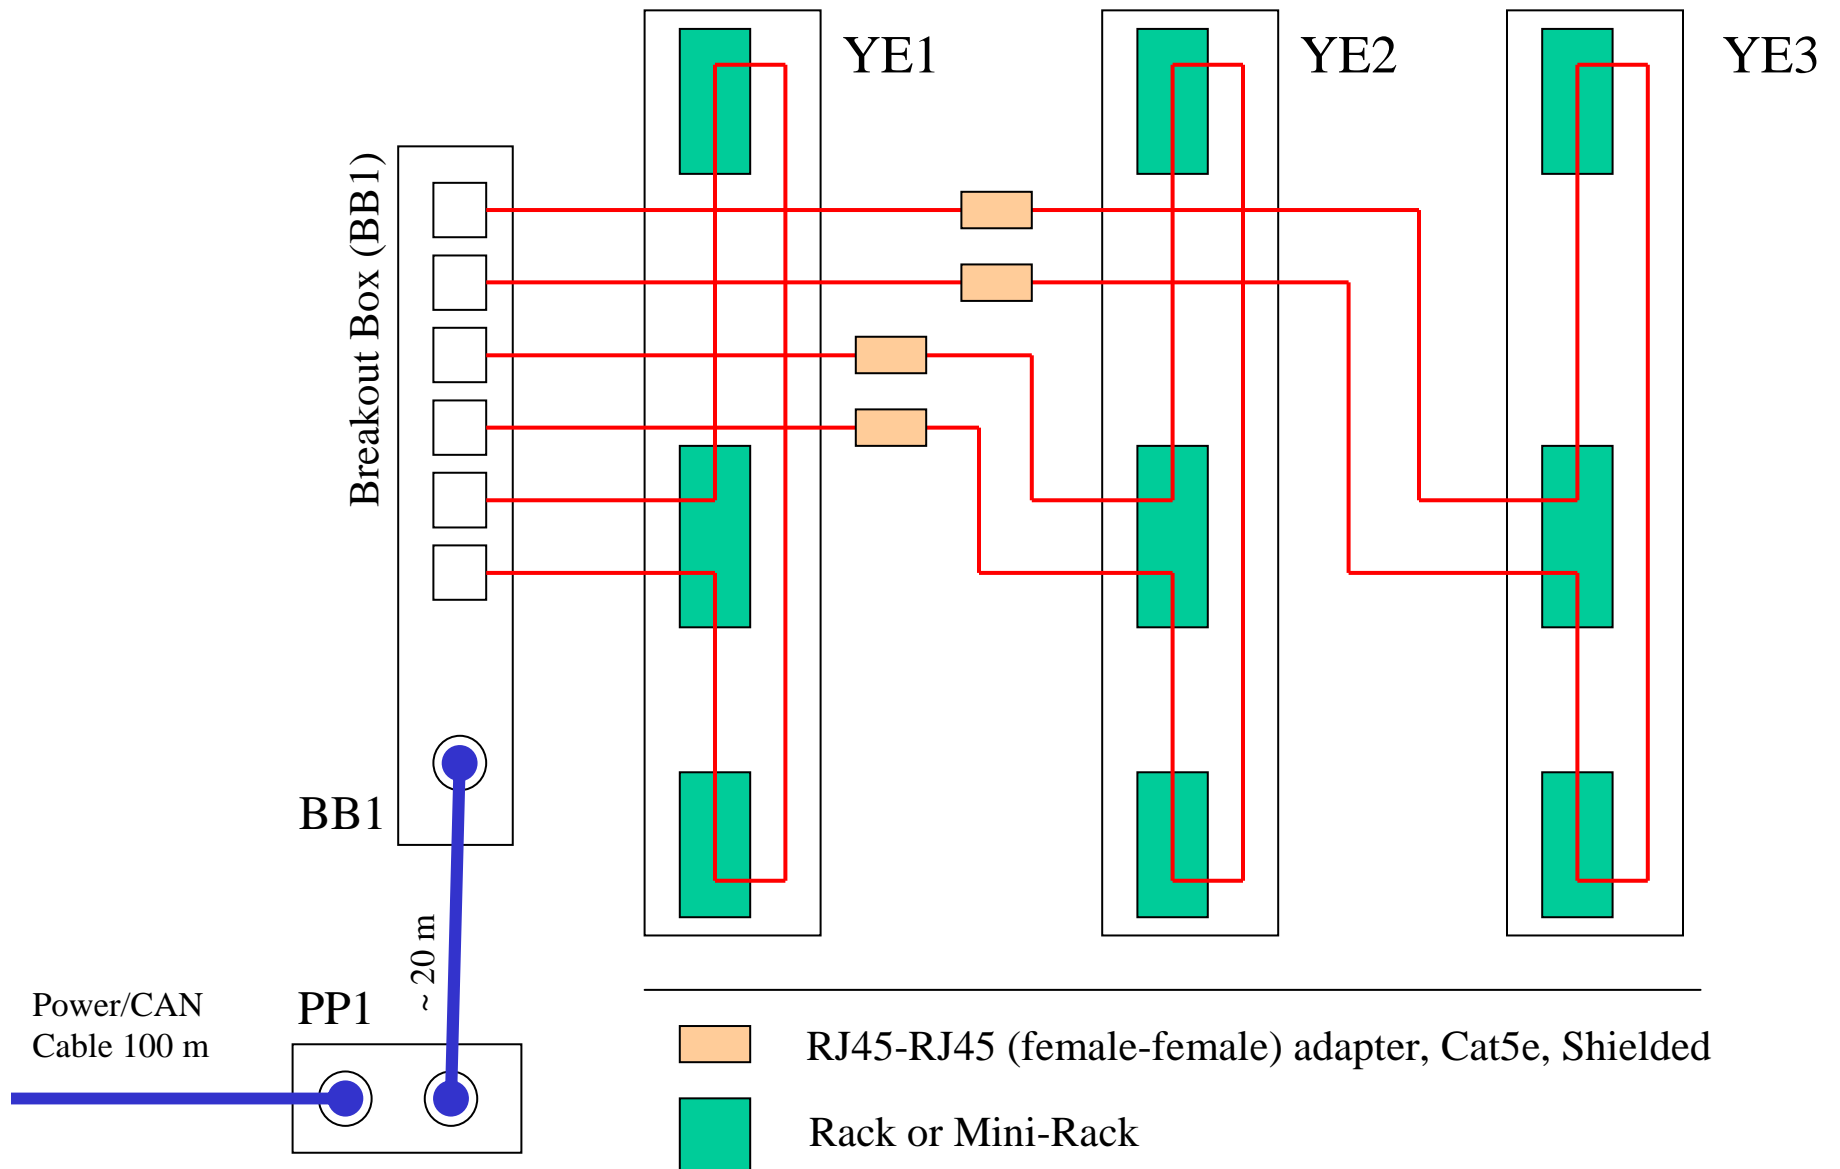 YE1
YE2
YE3
Breakout Box (BB1)
BB1
~ 20 m
Power/CAN
Cable 100 m
PP1
RJ45-RJ45 (female-female) adapter, Cat5e, Shielded
Rack or Mini-Rack